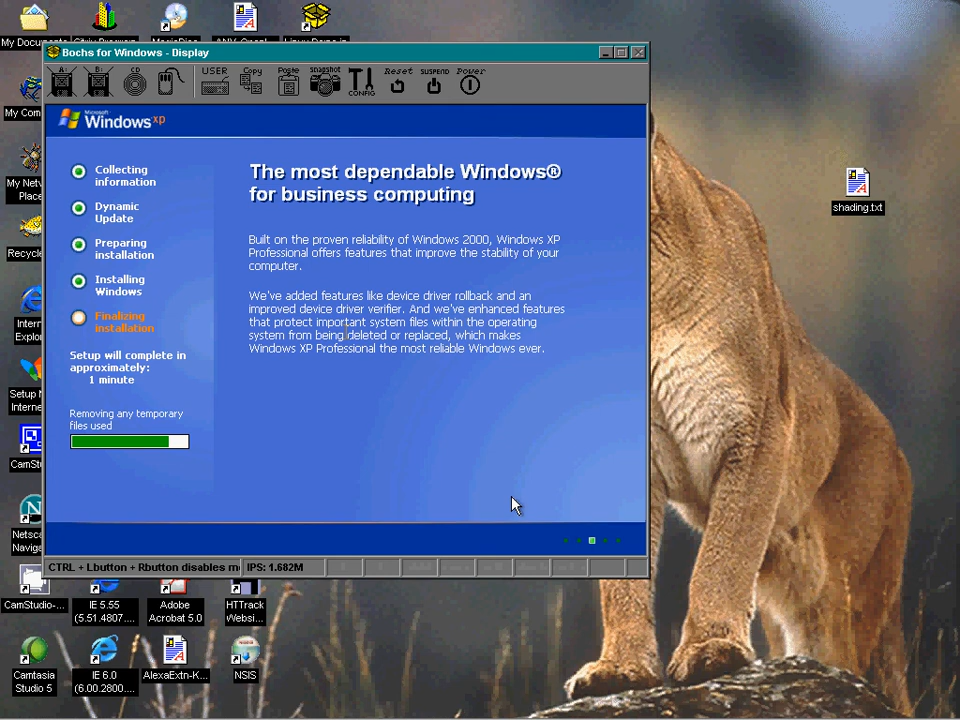 My Documents
Bochs for Windows - Display
USER
Copy
Paste
snapshot
CONFIG
Reset
SUSPEND
Power
A:
B:
CD
My Com
My Net
Place
Recycle
Intern
Explor
Setup
Interne
CamStu
Netsca
Naviga
Microsoft
Windows xp
Collecting
information
Dynamic
Update
Preparing
installation
Installing
Windows
Finalizing
installation
Setup will complete in
approximately:
1 minute
Removing any temporary
files used
The most dependable Windows®
for business computing
Built on the proven reliability of Windows 2000, Windows XP
Professional offers features that improve the stability of your
computer.
We've added features like device driver rollback and an
improved device driver verifier. And we've enhanced features
that protect important system files within the operating
system from being deleted or replaced, which makes
Windows XP Professional the most reliable Windows ever.
CTRL + Lbutton + Rbutton disables m
IPS: 1.682M
shading.txt
CamStudio-...
IE 5.55
(5.51.4807....
Adobe
Acrobat 5.0
HTTrack
Websi...
Camtasia
Studio 5
IE 6.0
(6.00.2800....
AlexaExtn-K...
NSIS